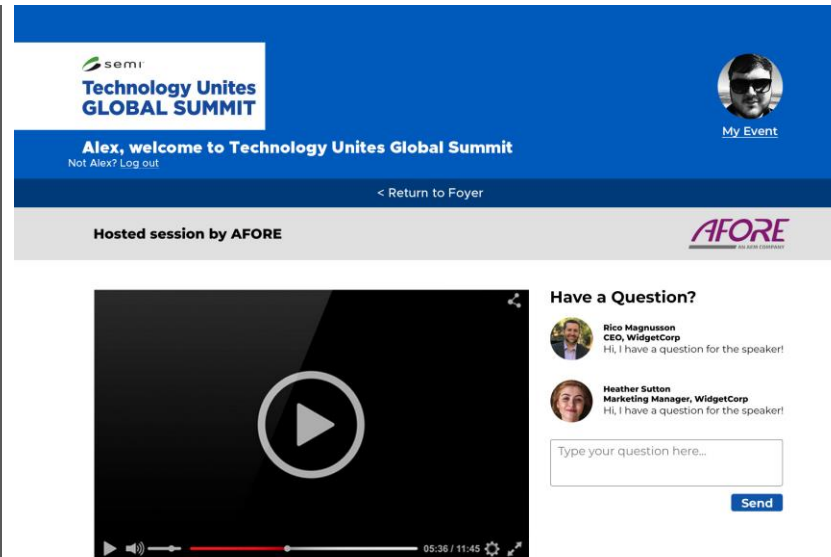 semi
Technology Unites
GLOBAL SUMMIT
My Event
Alex, welcome to Technology Unites Global Summit
Not Alex? Log out
< Return to Foyer
Hosted session by AFORE
AFORE
AN AEM COMPANY
Have a Question?
Rico Magnusson
CEO, WidgetCorp
Hi, I have a question for the speaker!
Heather Sutton
Marketing Manager, WidgetCorp
Hi, I have a question for the speaker!
Type your question here...
Send
05:36 / 11:45